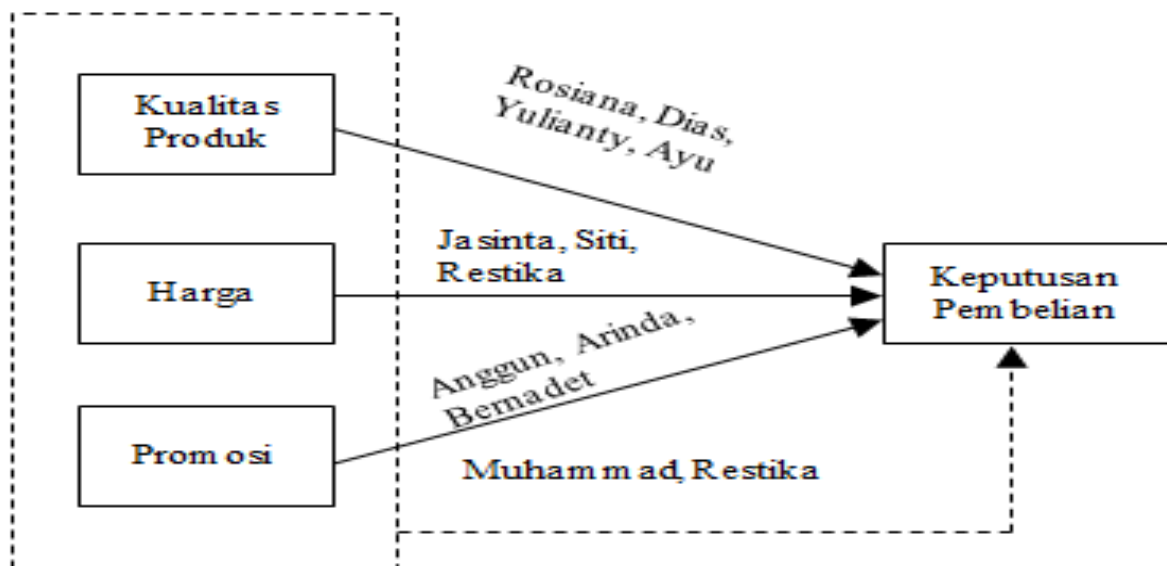 Kualitas
Produk
Rosiana, Dias,
Yulianty, Ayu
Jasinta, Siti,
Restika
Harga
Keputusan
Pembelian
Anggun, Arinda,
Bernadet
Promosi
Muhammad, Restika